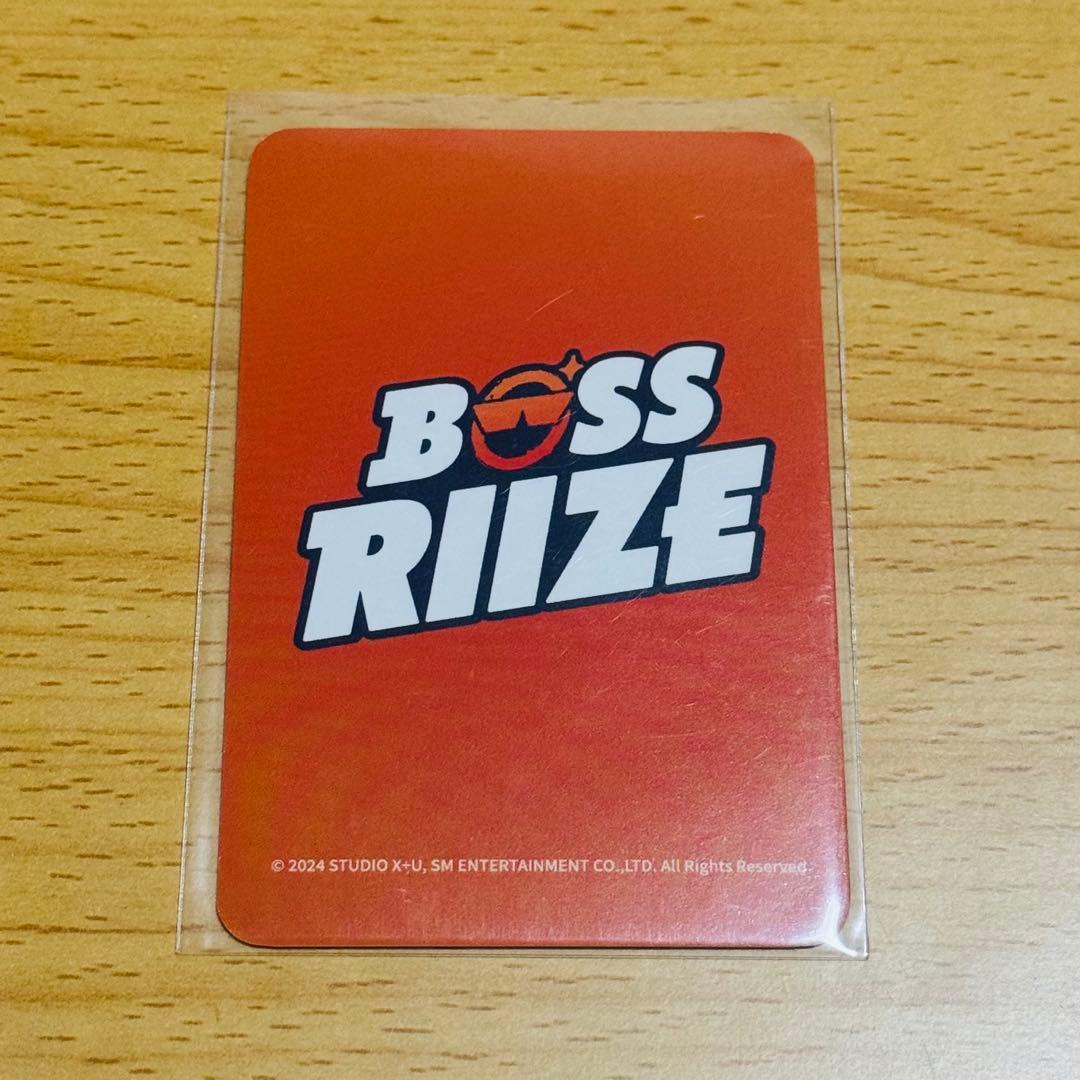 BOSS
RIIZE
© 2024 STUDIO X+U, SM ENTERTAINMENT CO.,LTD. All Rights Reserved.